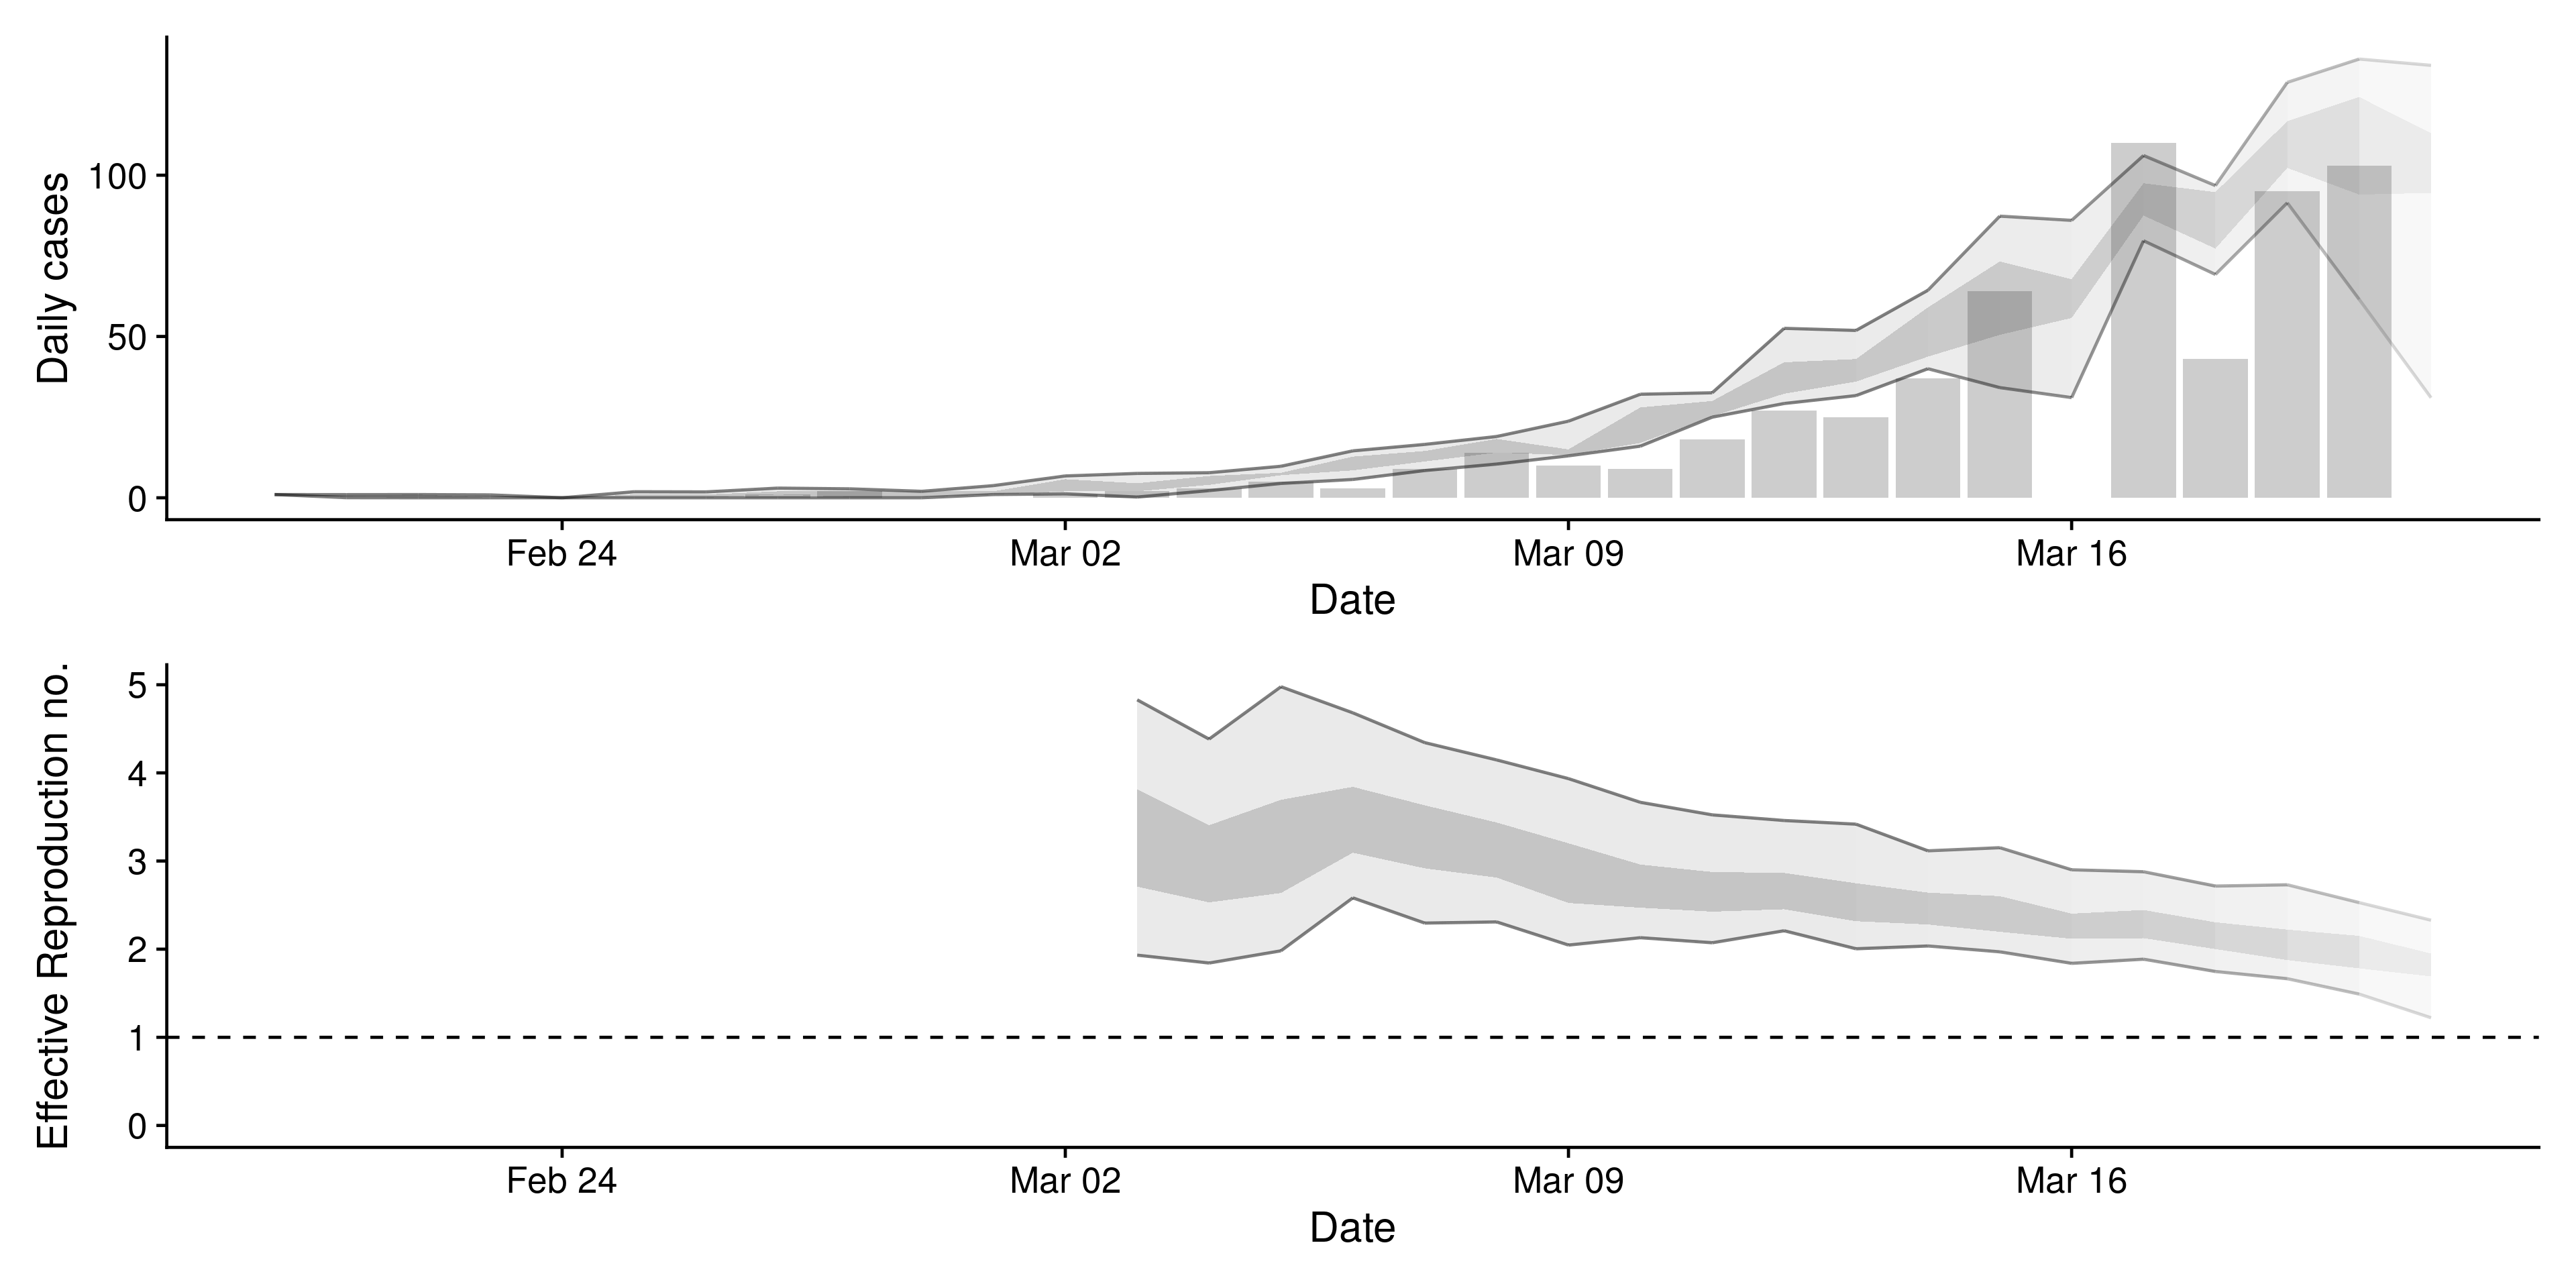 Daily cases
100
50
0
Feb 24
Mar 02
Mar 09
Mar 16
Date
Effective Reproduction no.
5
4
3
2
1
0
Feb 24
Mar 02
Mar 09
Mar 16
Date